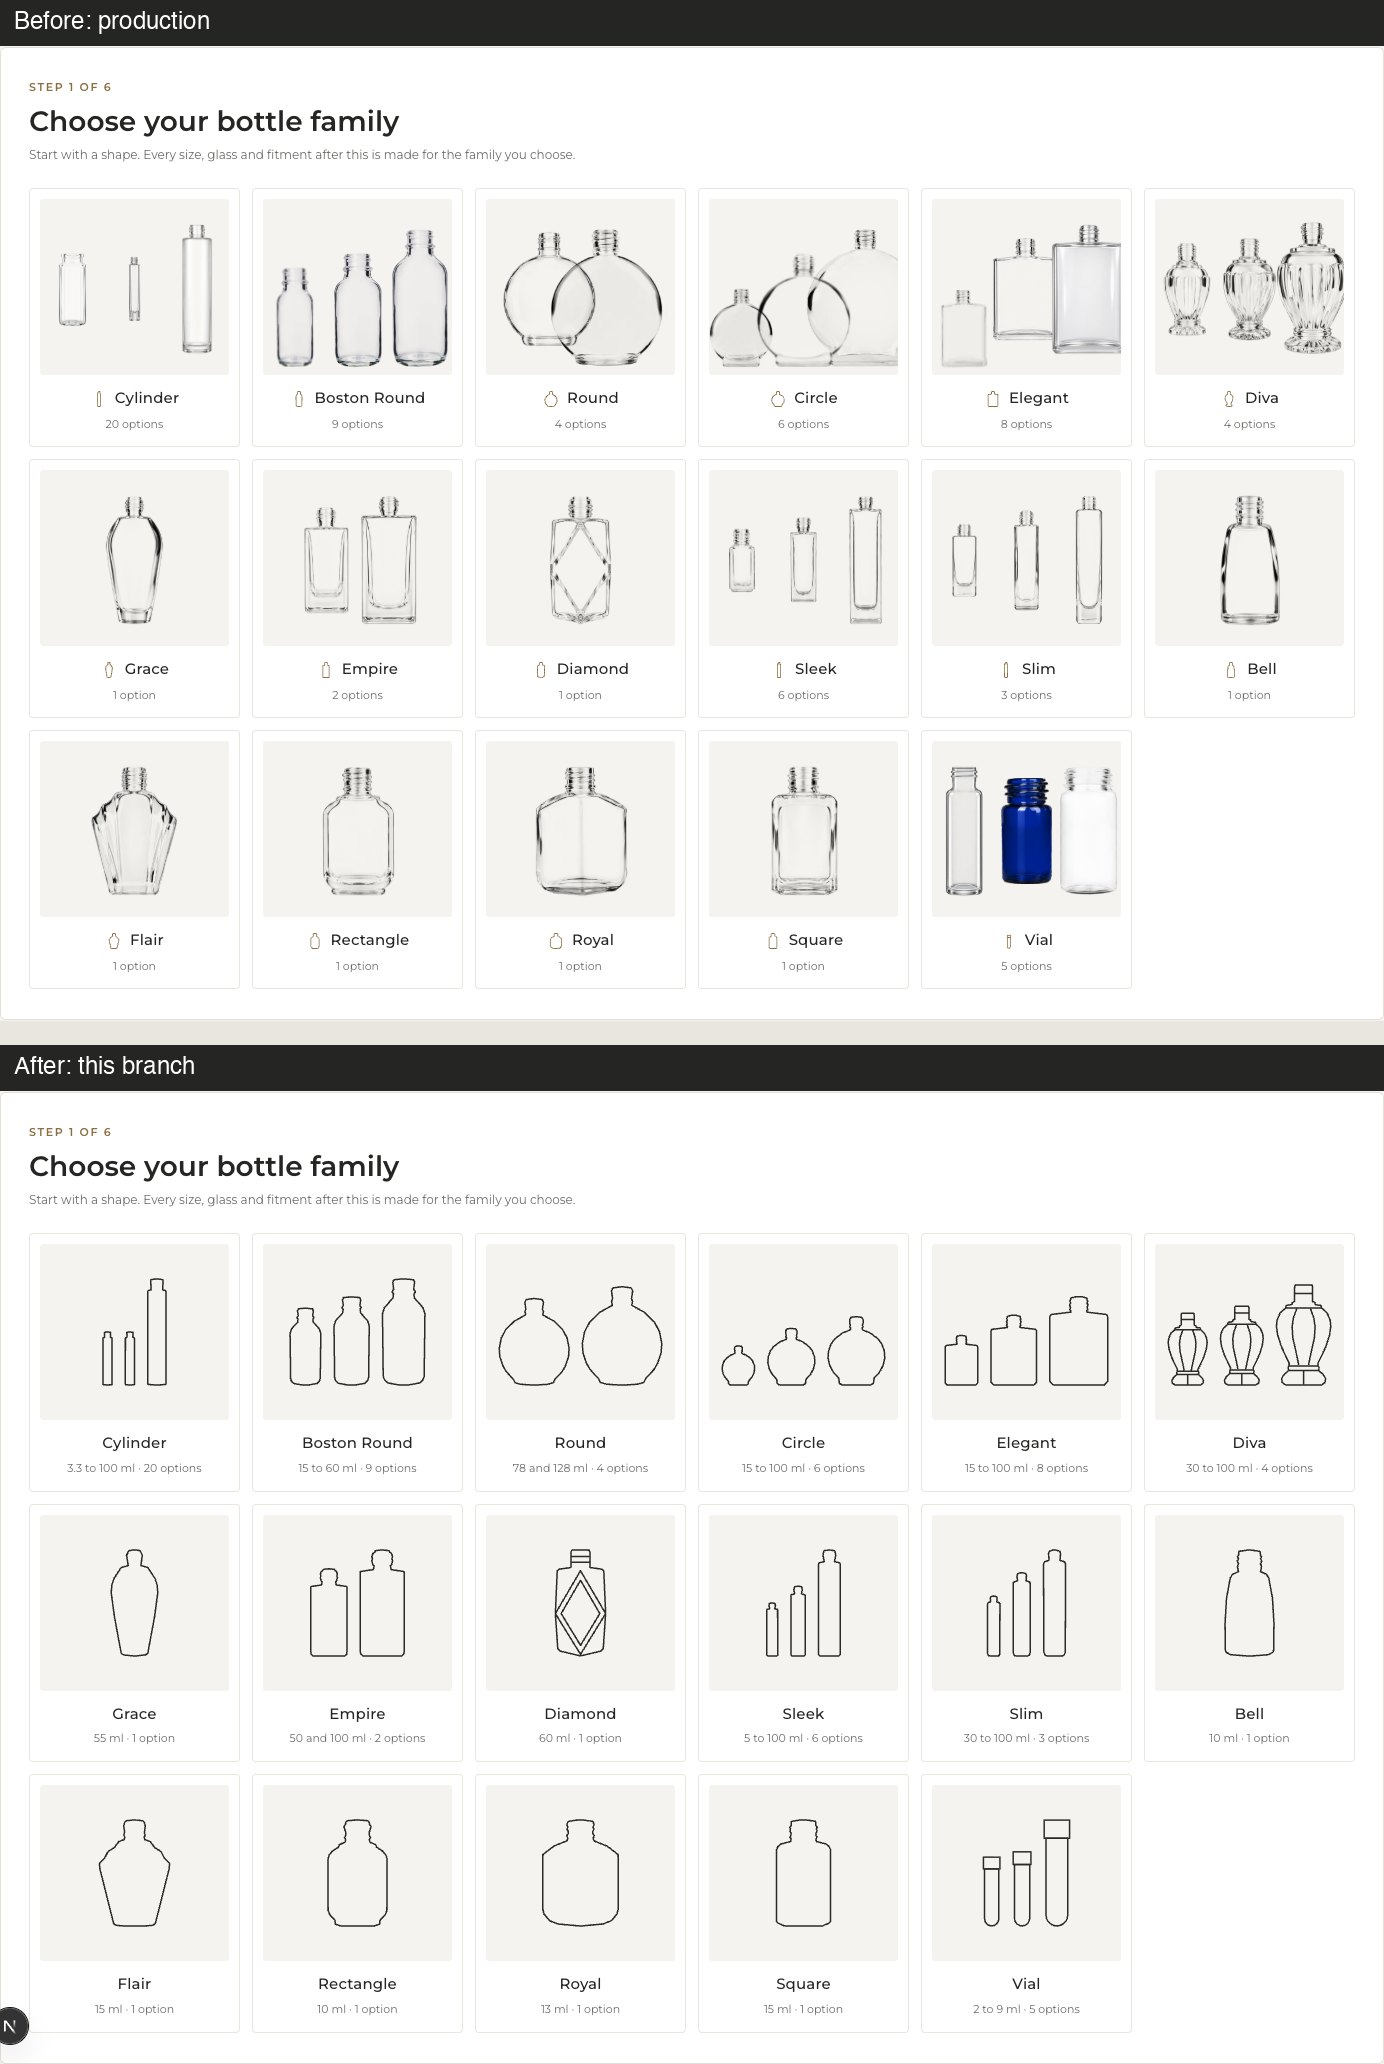 Before: production
STEP 1 OF 6
Choose your bottle family
Start with a shape. Every size, glass and fitment after this is made for the family you choose.
Cylinder
20 options
Boston Round
9 options
Round
4 options
Circle
6 options
Elegant
8 options
Diva
4 options
Grace
1 option
Empire
2 options
Diamond
1 option
Sleek
6 options
Slim
3 options
Bell
1 option
Flair
1 option
Rectangle
1 option
Royal
1 option
Square
1 option
Vial
5 options
After: this branch
STEP 1 OF 6
Choose your bottle family
Start with a shape. Every size, glass and fitment after this is made for the family you choose.
Cylinder
3.3 to 100 ml · 20 options
Boston Round
15 to 60 ml · 9 options
Round
78 and 128 ml · 4 options
Circle
15 to 100 ml · 6 options
Elegant
15 to 100 ml · 8 options
Diva
30 to 100 ml · 4 options
Grace
55 ml · 1 option
Empire
50 and 100 ml · 2 options
Diamond
60 ml · 1 option
Sleek
5 to 100 ml · 6 options
Slim
30 to 100 ml · 3 options
Bell
10 ml · 1 option
Flair
15 ml · 1 option
Rectangle
10 ml · 1 option
Royal
13 ml · 1 option
Square
15 ml · 1 option
Vial
2 to 9 ml · 5 options
N